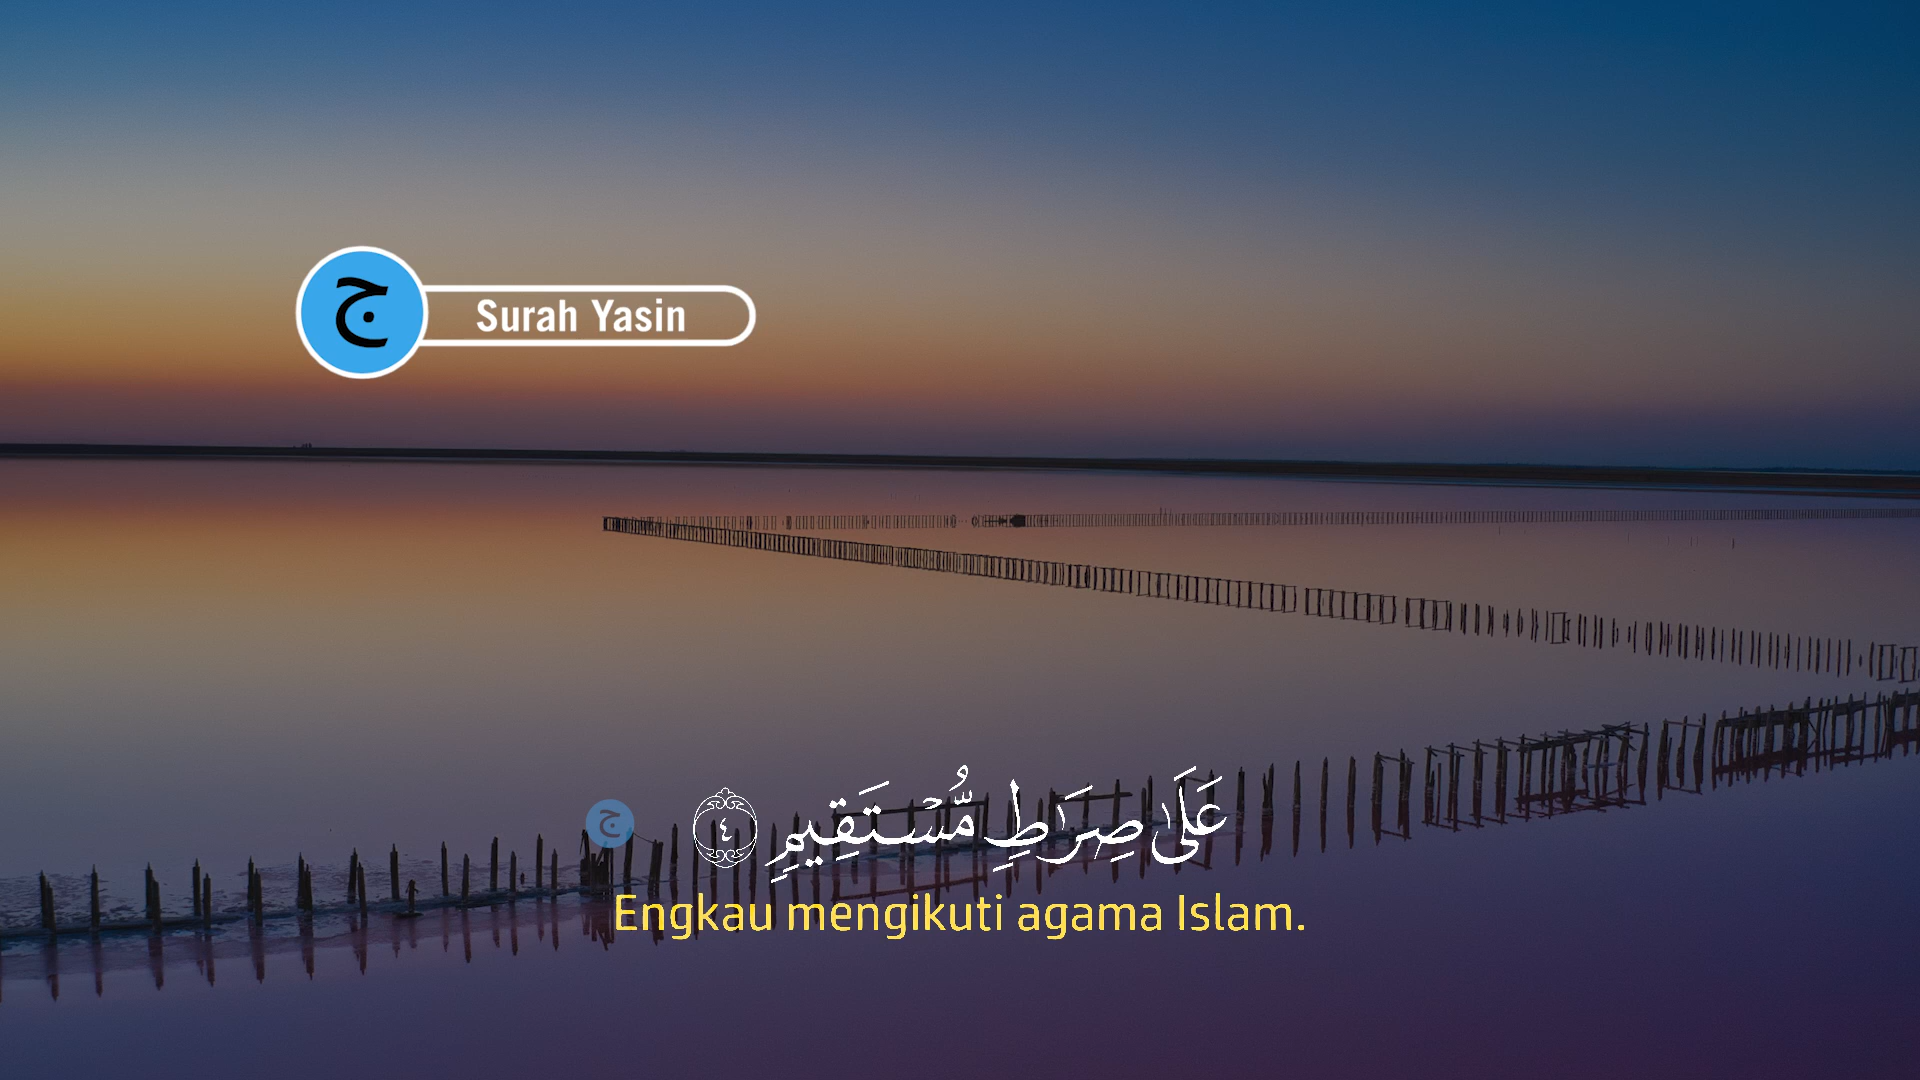 ج
Surah Yasin
عَلَىٰ صِرَٰطٍ مُّسْتَقِيمٍ ٤
ج
Engkau mengikuti agama Islam.